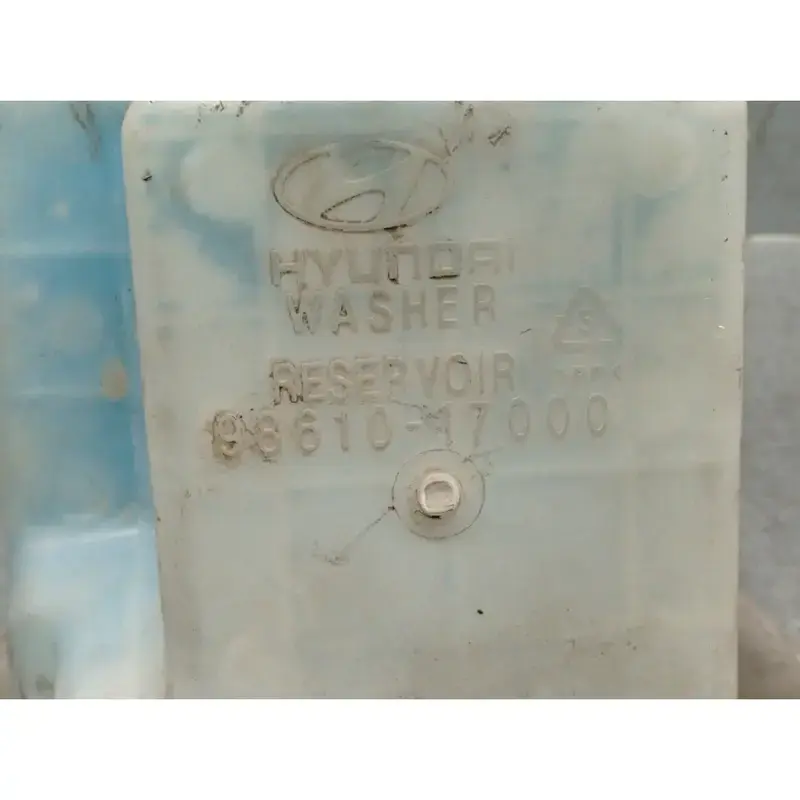 HYUNDAI
WASHER
RESERVOIR
98610-17000